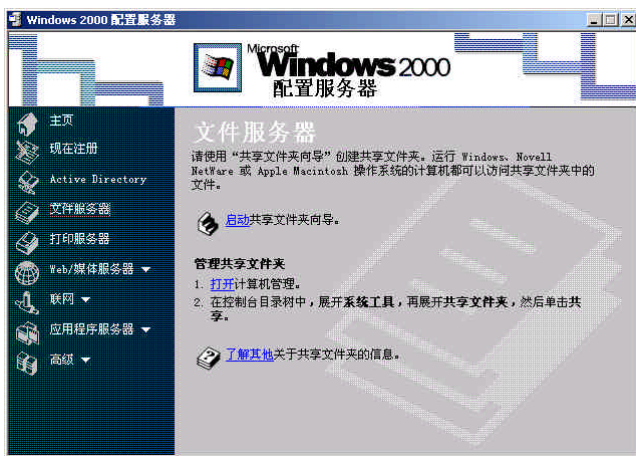 Windows 2000 配置服务器
Microsoft
Windows 2000
配置服务器
主页
现在注册
Active Directory
文件服务器
打印服务器
Web/媒体服务器
联网
应用程序服务器
高级
文件服务器
请使用“共享文件夹向导”创建共享文件夹。运行 Windows、Novell
NetWare 或 Apple Macintosh 操作系统的计算机都可以访问共享文件夹中的
文件。
启动共享文件夹向导。
管理共享文件夹
1. 打开计算机管理。
2. 在控制台目录树中，展开系统工具，再展开共享文件夹，然后单击共
享。
了解其他关于共享文件夹的信息。